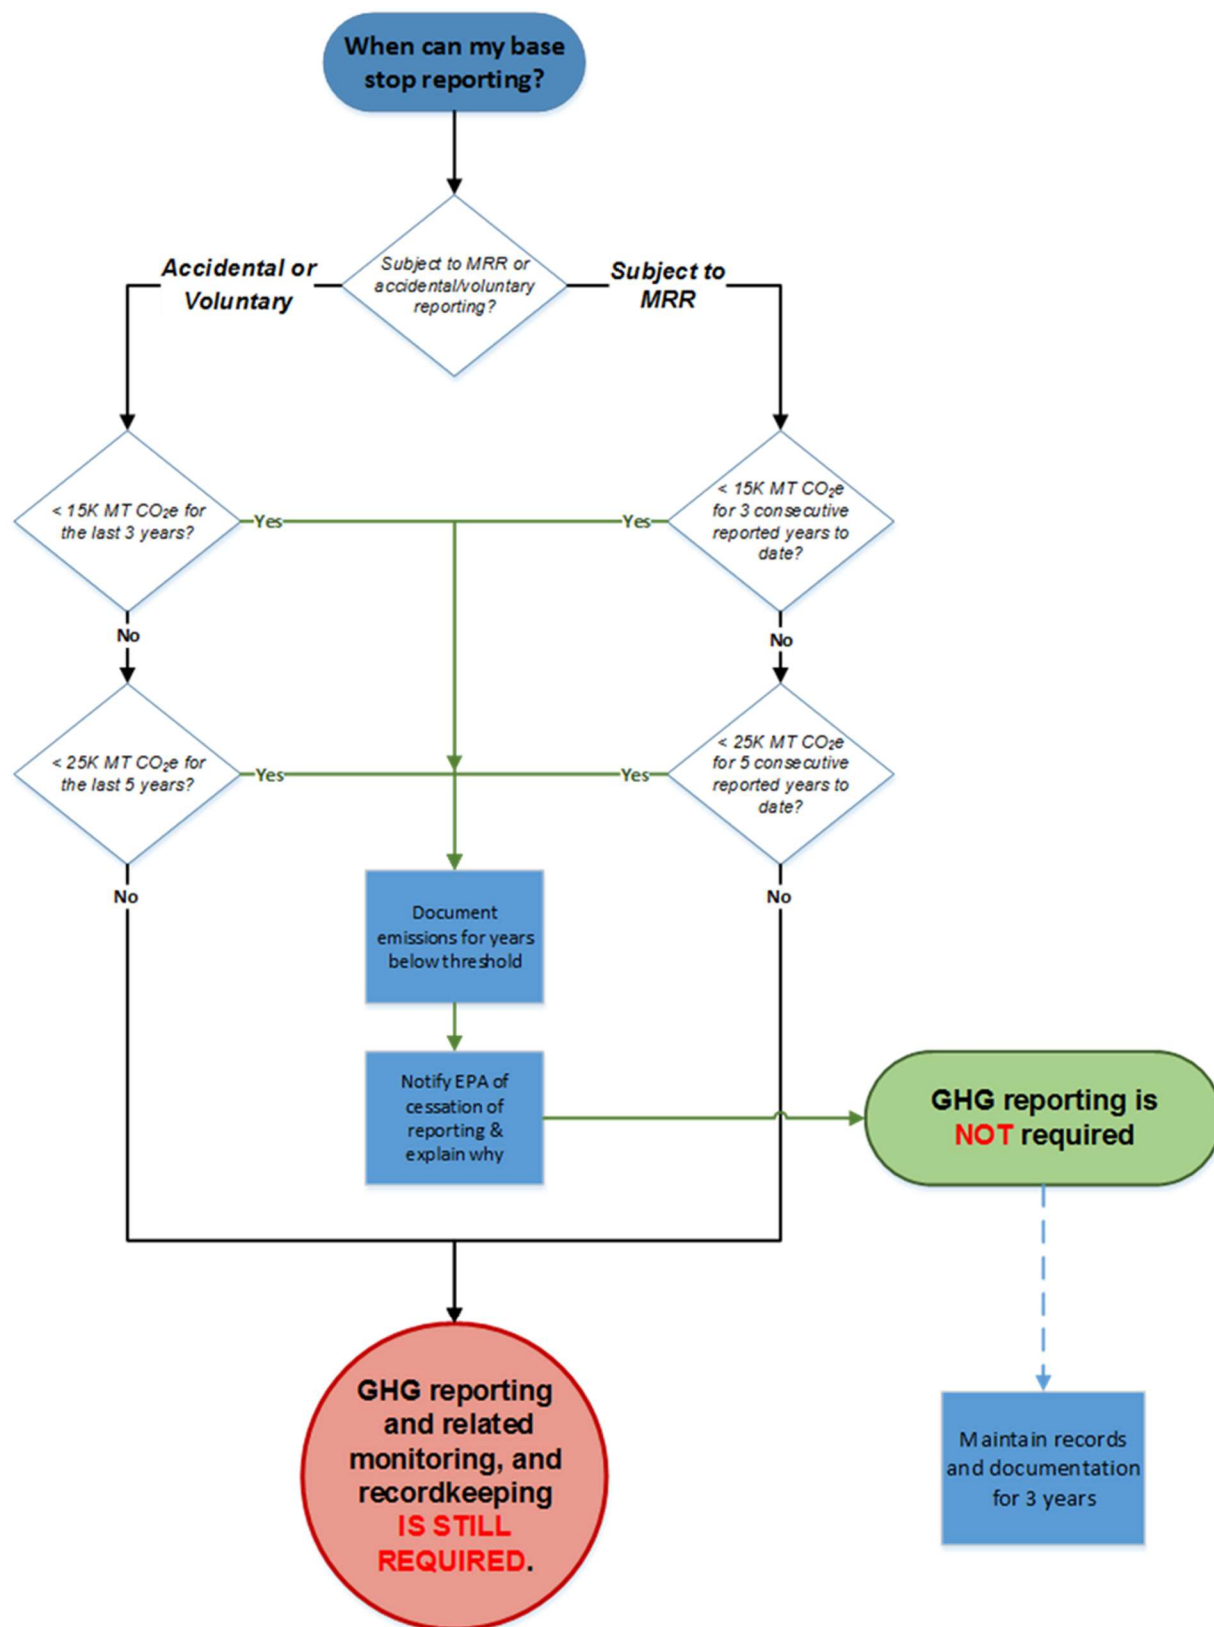 When can my base
stop reporting?
Accidental or
Voluntary
Subject to MRR or
accidental/voluntary
reporting?
Subject to
MRR
< 15K MT CO₂e for
the last 3 years?
Yes
Yes
< 15K MT CO₂e
for 3 consecutive
reported years to
date?
No
No
< 25K MT CO₂e for
the last 5 years?
Yes
Yes
< 25K MT CO₂e
for 5 consecutive
reported years to
date?
No
No
Document
emissions for years
below threshold
Notify EPA of
cessation of
reporting &
explain why
GHG reporting is
NOT required
GHG reporting
and related
monitoring, and
recordkeeping
IS STILL
REQUIRED.
Maintain records
and documentation
for 3 years